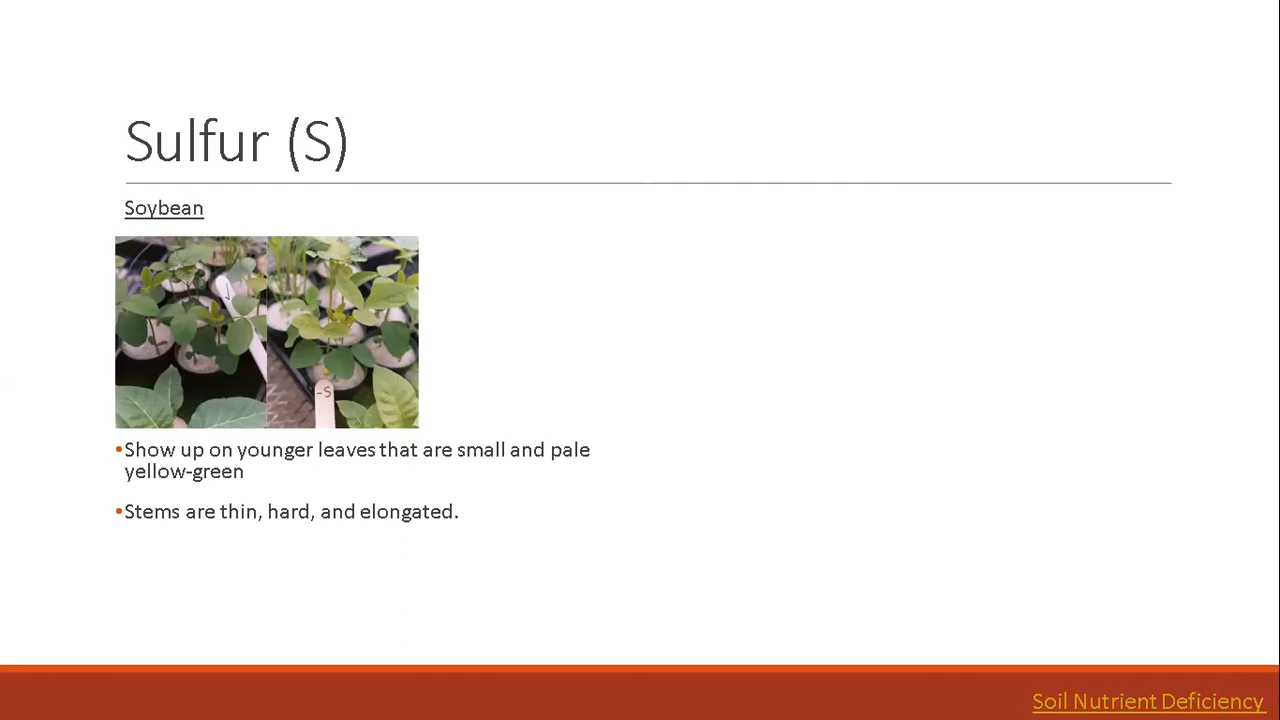 Sulfur (S)
Soybean
-S
•Show up on younger leaves that are small and pale
yellow-green
•Stems are thin, hard, and elongated.
Soil Nutrient Deficiency